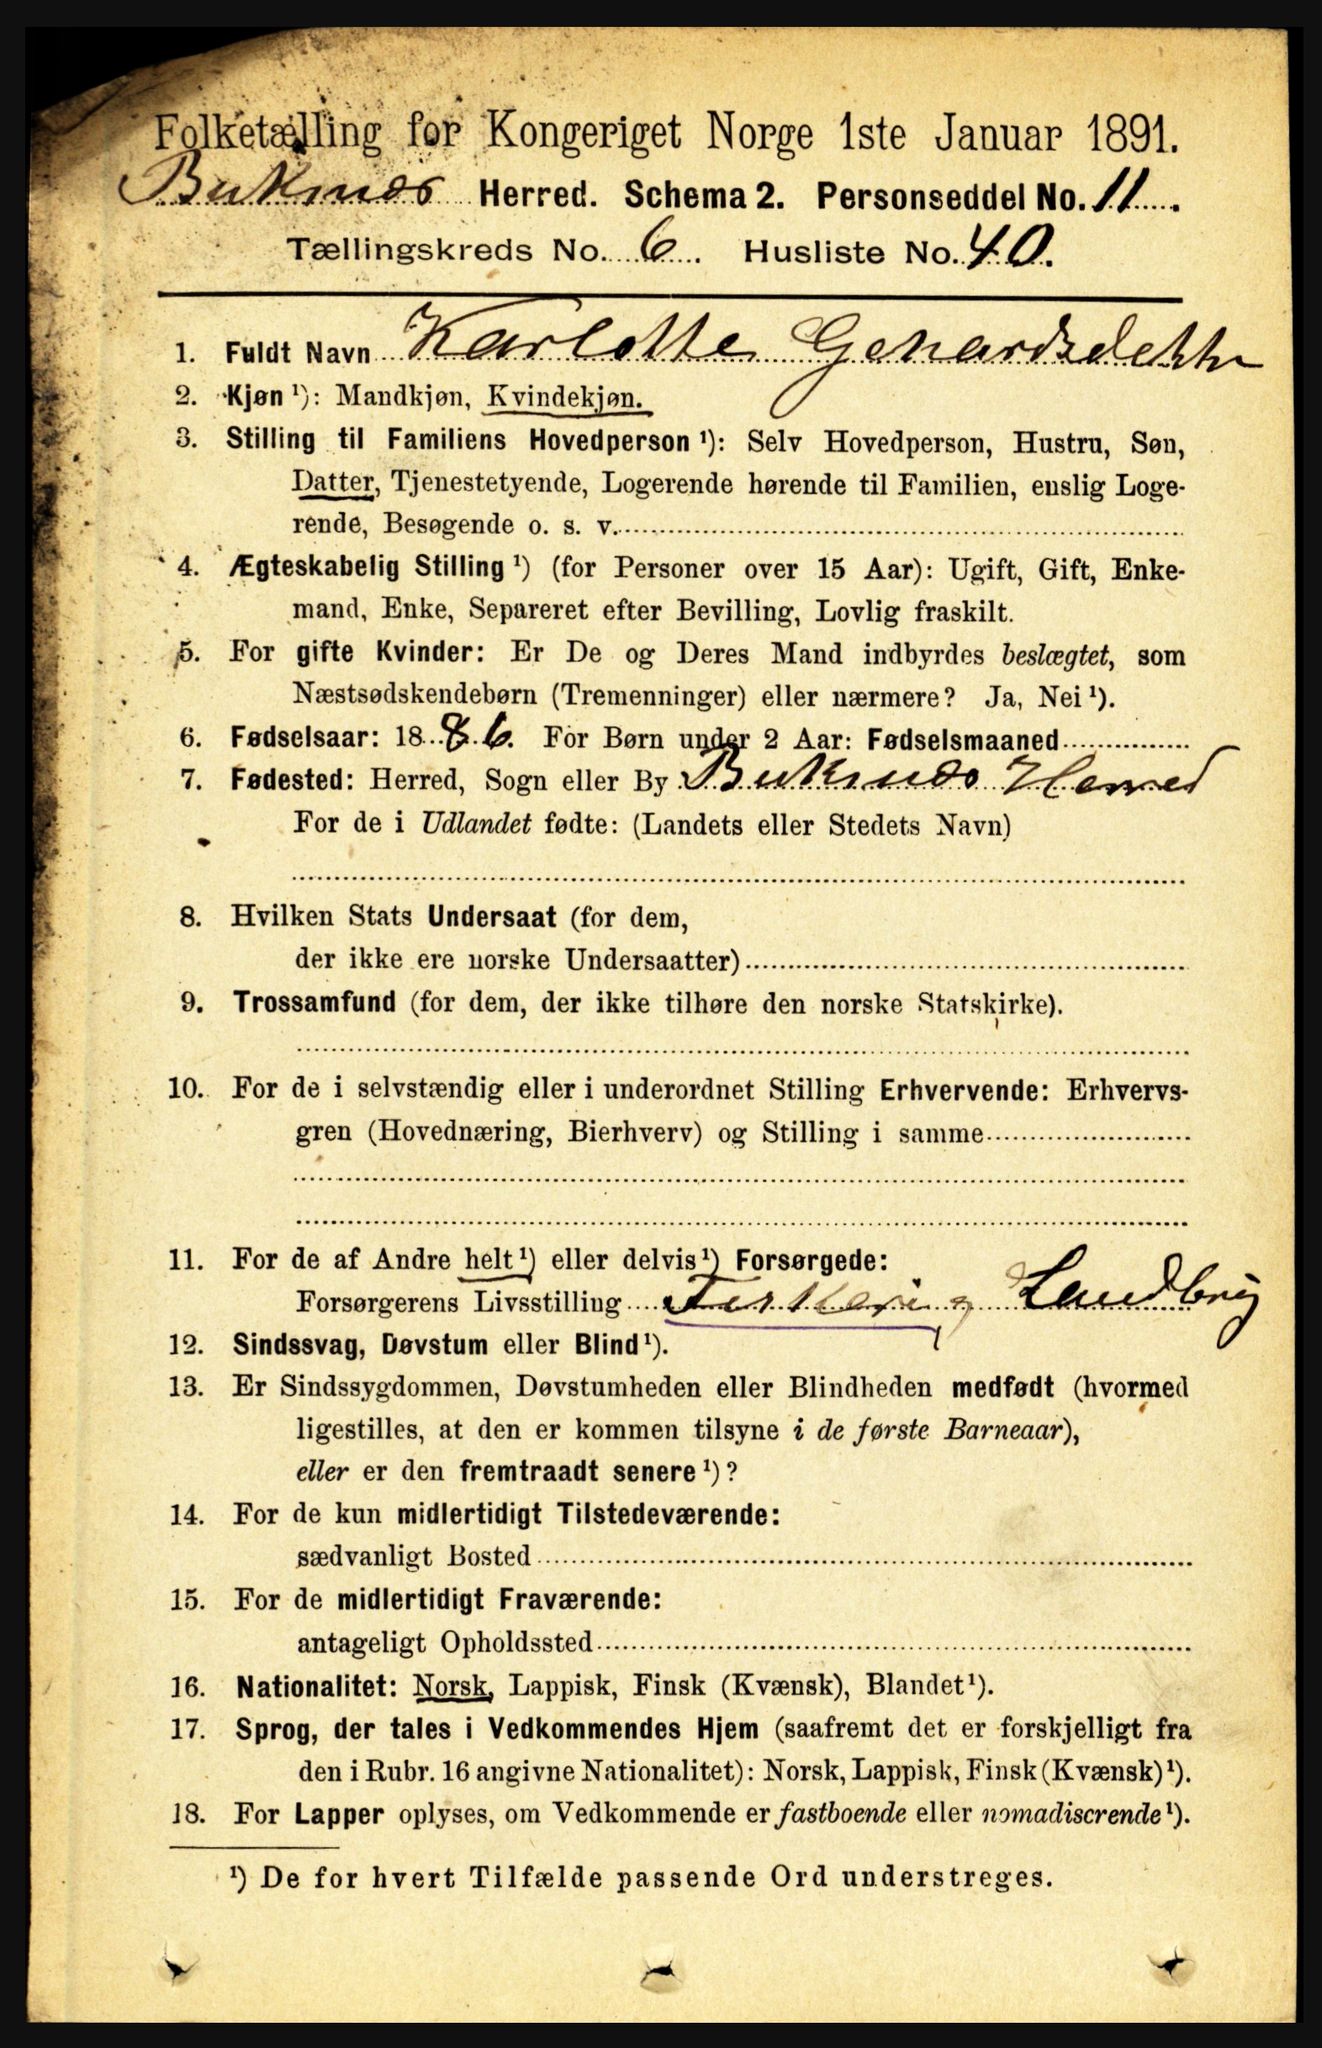 Folketælling for Kongeriget Norge 1ste Januar 1891.
Buksnes Herred. Schema 2. Personseddel No. 11.
Tællingskreds No. 6. Husliste No. 40.
1. Fuldt Navn Karlotte Gehardsdatter
2. Kjøn ¹): Mandkjøn, Kvindekjøn.
3. Stilling til Familiens Hovedperson ¹): Selv Hovedperson, Hustru, Søn,
Datter, Tjenestetyende, Logerende hørende til Familien, enslig Loge-
rende, Besøgende o. s. v.
4. Ægteskabelig Stilling ¹) (for Personer over 15 Aar): Ugift, Gift, Enke-
mand, Enke, Separeret efter Bevilling, Lovlig fraskilt.
5. For gifte Kvinder: Er De og Deres Mand indbyrdes beslægtet, som
Næstsødskendebørn (Tremenninger) eller nærmere? Ja, Nei ¹).
6. Fødselsaar: 1886. For Børn under 2 Aar: Fødselsmaaned
7. Fødested: Herred, Sogn eller By Buksnes Herred
For de i Udlandet fødte: (Landets eller Stedets Navn)
8. Hvilken Stats Undersaat (for dem,
der ikke ere norske Undersaatter)
9. Trossamfund (for dem, der ikke tilhøre den norske Statskirke).
10. For de i selvstændig eller i underordnet Stilling Erhvervende: Erhvervs-
gren (Hovednæring, Bierhverv) og Stilling i samme
11. For de af Andre helt ¹) eller delvis ¹) Forsørgede:
Forsørgerens Livsstilling Fiskeri og Landbrug
12. Sindssvag, Døvstum eller Blind ¹).
13. Er Sindssygdommen, Døvstumheden eller Blindheden medfødt (hvormed
ligestilles, at den er kommen tilsyne i de første Barneaar),
eller er den fremtraadt senere ¹)?
14. For de kun midlertidigt Tilstedeværende:
sædvanligt Bosted
15. For de midlertidigt Fraværende:
antageligt Opholdssted
16. Nationalitet: Norsk, Lappisk, Finsk (Kvænsk), Blandet ¹).
17. Sprog, der tales i Vedkommendes Hjem (saafremt det er forskjelligt fra
den i Rubr. 16 angivne Nationalitet): Norsk, Lappisk, Finsk (Kvænsk) ¹).
18. For Lapper oplyses, om Vedkommende er fastboende eller nomadiserende ¹).
¹) De for hvert Tilfælde passende Ord understreges.